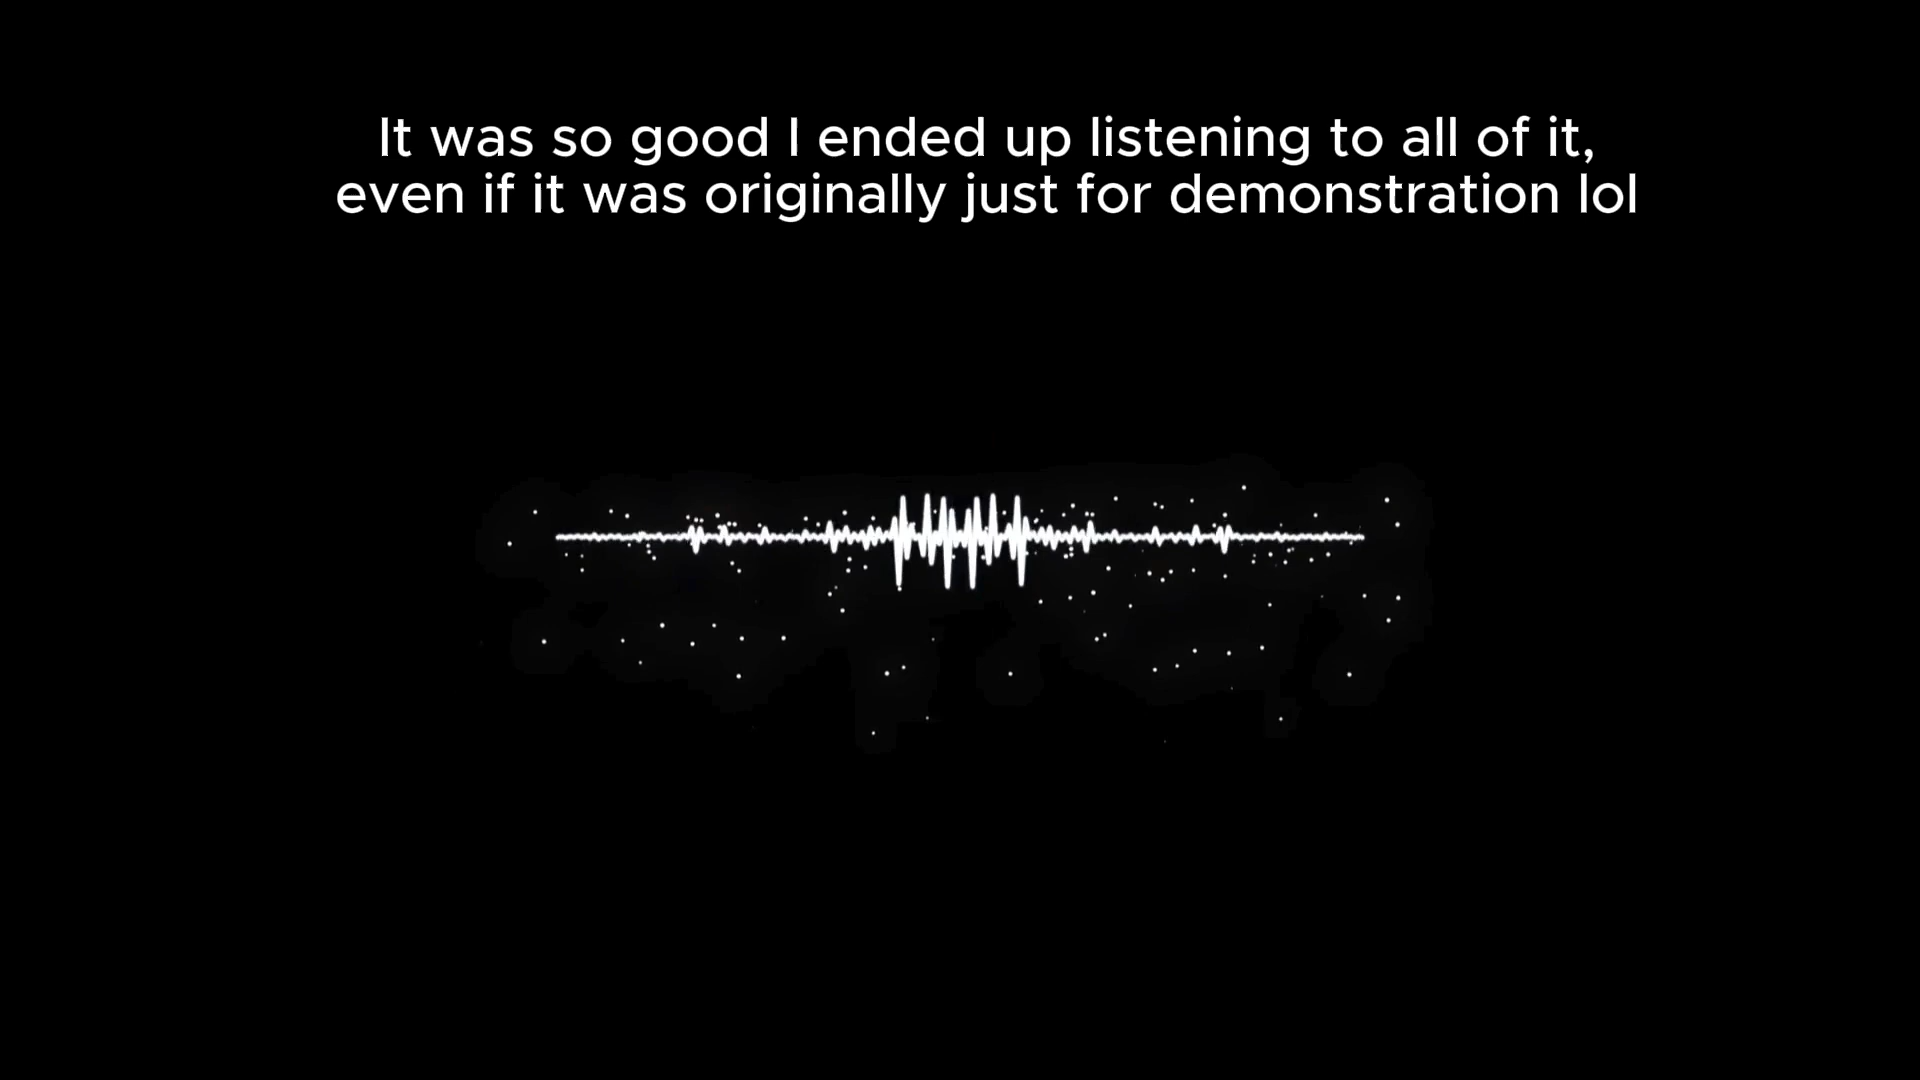 It was so good I ended up listening to all of it,
even if it was originally just for demonstration lol